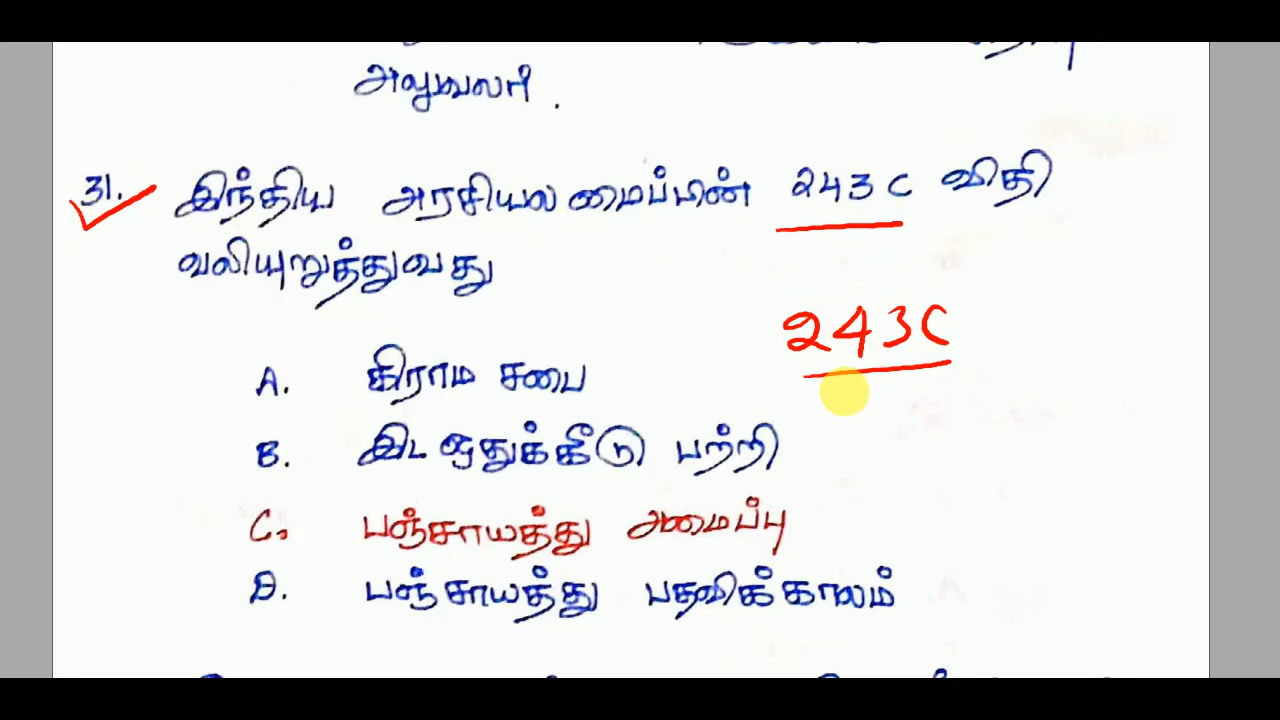 அலுவலர் .
31. இந்திய அரசியலமைப்பின் 243 C விதி
வலியுறுத்துவது
243C
A. கிராம சபை
B. இட ஒதுக்கீடு பற்றி
C. பஞ்சாயத்து அமைப்பு
D. பஞ்சாயத்து பதவிக்காலம்